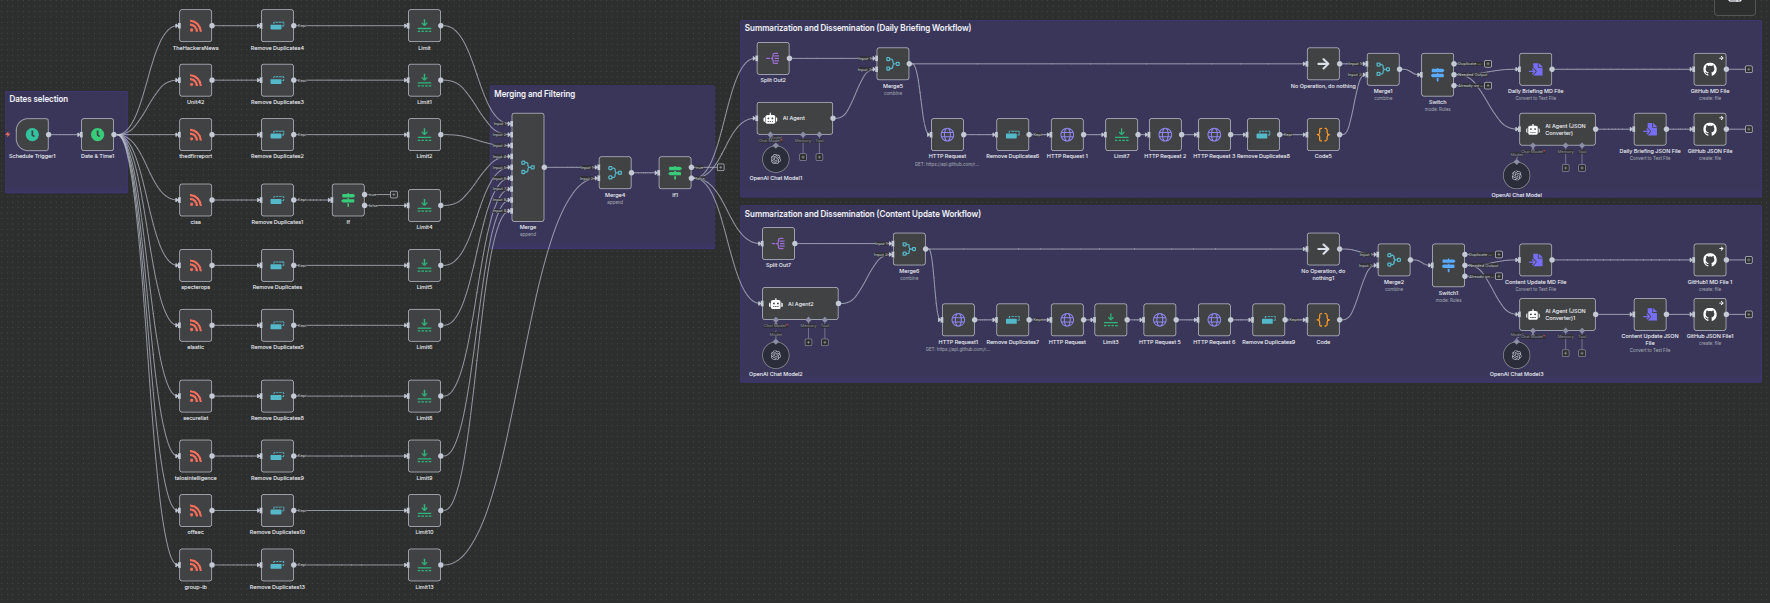 Dates selection
Schedule Trigger1
Date & Time1
TheHackersNews
Remove Duplicates4
Limit
Unit42
Remove Duplicates3
Limit1
thedfirreport
Remove Duplicates2
Limit2
cisa
Remove Duplicates1
If
Limit4
specterops
Remove Duplicates
Limit5
elastic
Remove Duplicates5
Limit6
securelist
Remove Duplicates8
Limit8
talosintelligence
Remove Duplicates9
Limit9
offsec
Remove Duplicates10
Limit10
group-ib
Remove Duplicates13
Limit13
Merging and Filtering
Merge
append
Merge4
append
If1
Summarization and Dissemination (Daily Briefing Workflow)
Split Out2
Merge5
combine
AI Agent
OpenAI Chat Model1
HTTP Request
Remove Duplicates6
HTTP Request 1
Limit7
HTTP Request 2
HTTP Request 3
Remove Duplicates8
Code5
No Operation, do nothing
Merge1
combine
Switch
mode: Rules
Daily Briefing MD File
Convert to Text File
GitHub MD File
create: file
AI Agent (JSON
Converter)
OpenAI Chat Model
Daily Briefing JSON File
Convert to Text File
GitHub JSON File
create: file
Summarization and Dissemination (Content Update Workflow)
Split Out7
Merge6
combine
AI Agent2
OpenAI Chat Model2
HTTP Request1
Remove Duplicates7
HTTP Request
Limit3
HTTP Request 5
HTTP Request 6
Remove Duplicates9
Code
No Operation, do
nothing1
Merge2
combine
Switch1
mode: Rules
Content Update MD File
Convert to Text File
GitHub1 MD File 1
create: file
AI Agent (JSON
Converter)1
OpenAI Chat Model3
Content Update JSON
File
Convert to Text File
GitHub JSON File1
create: file